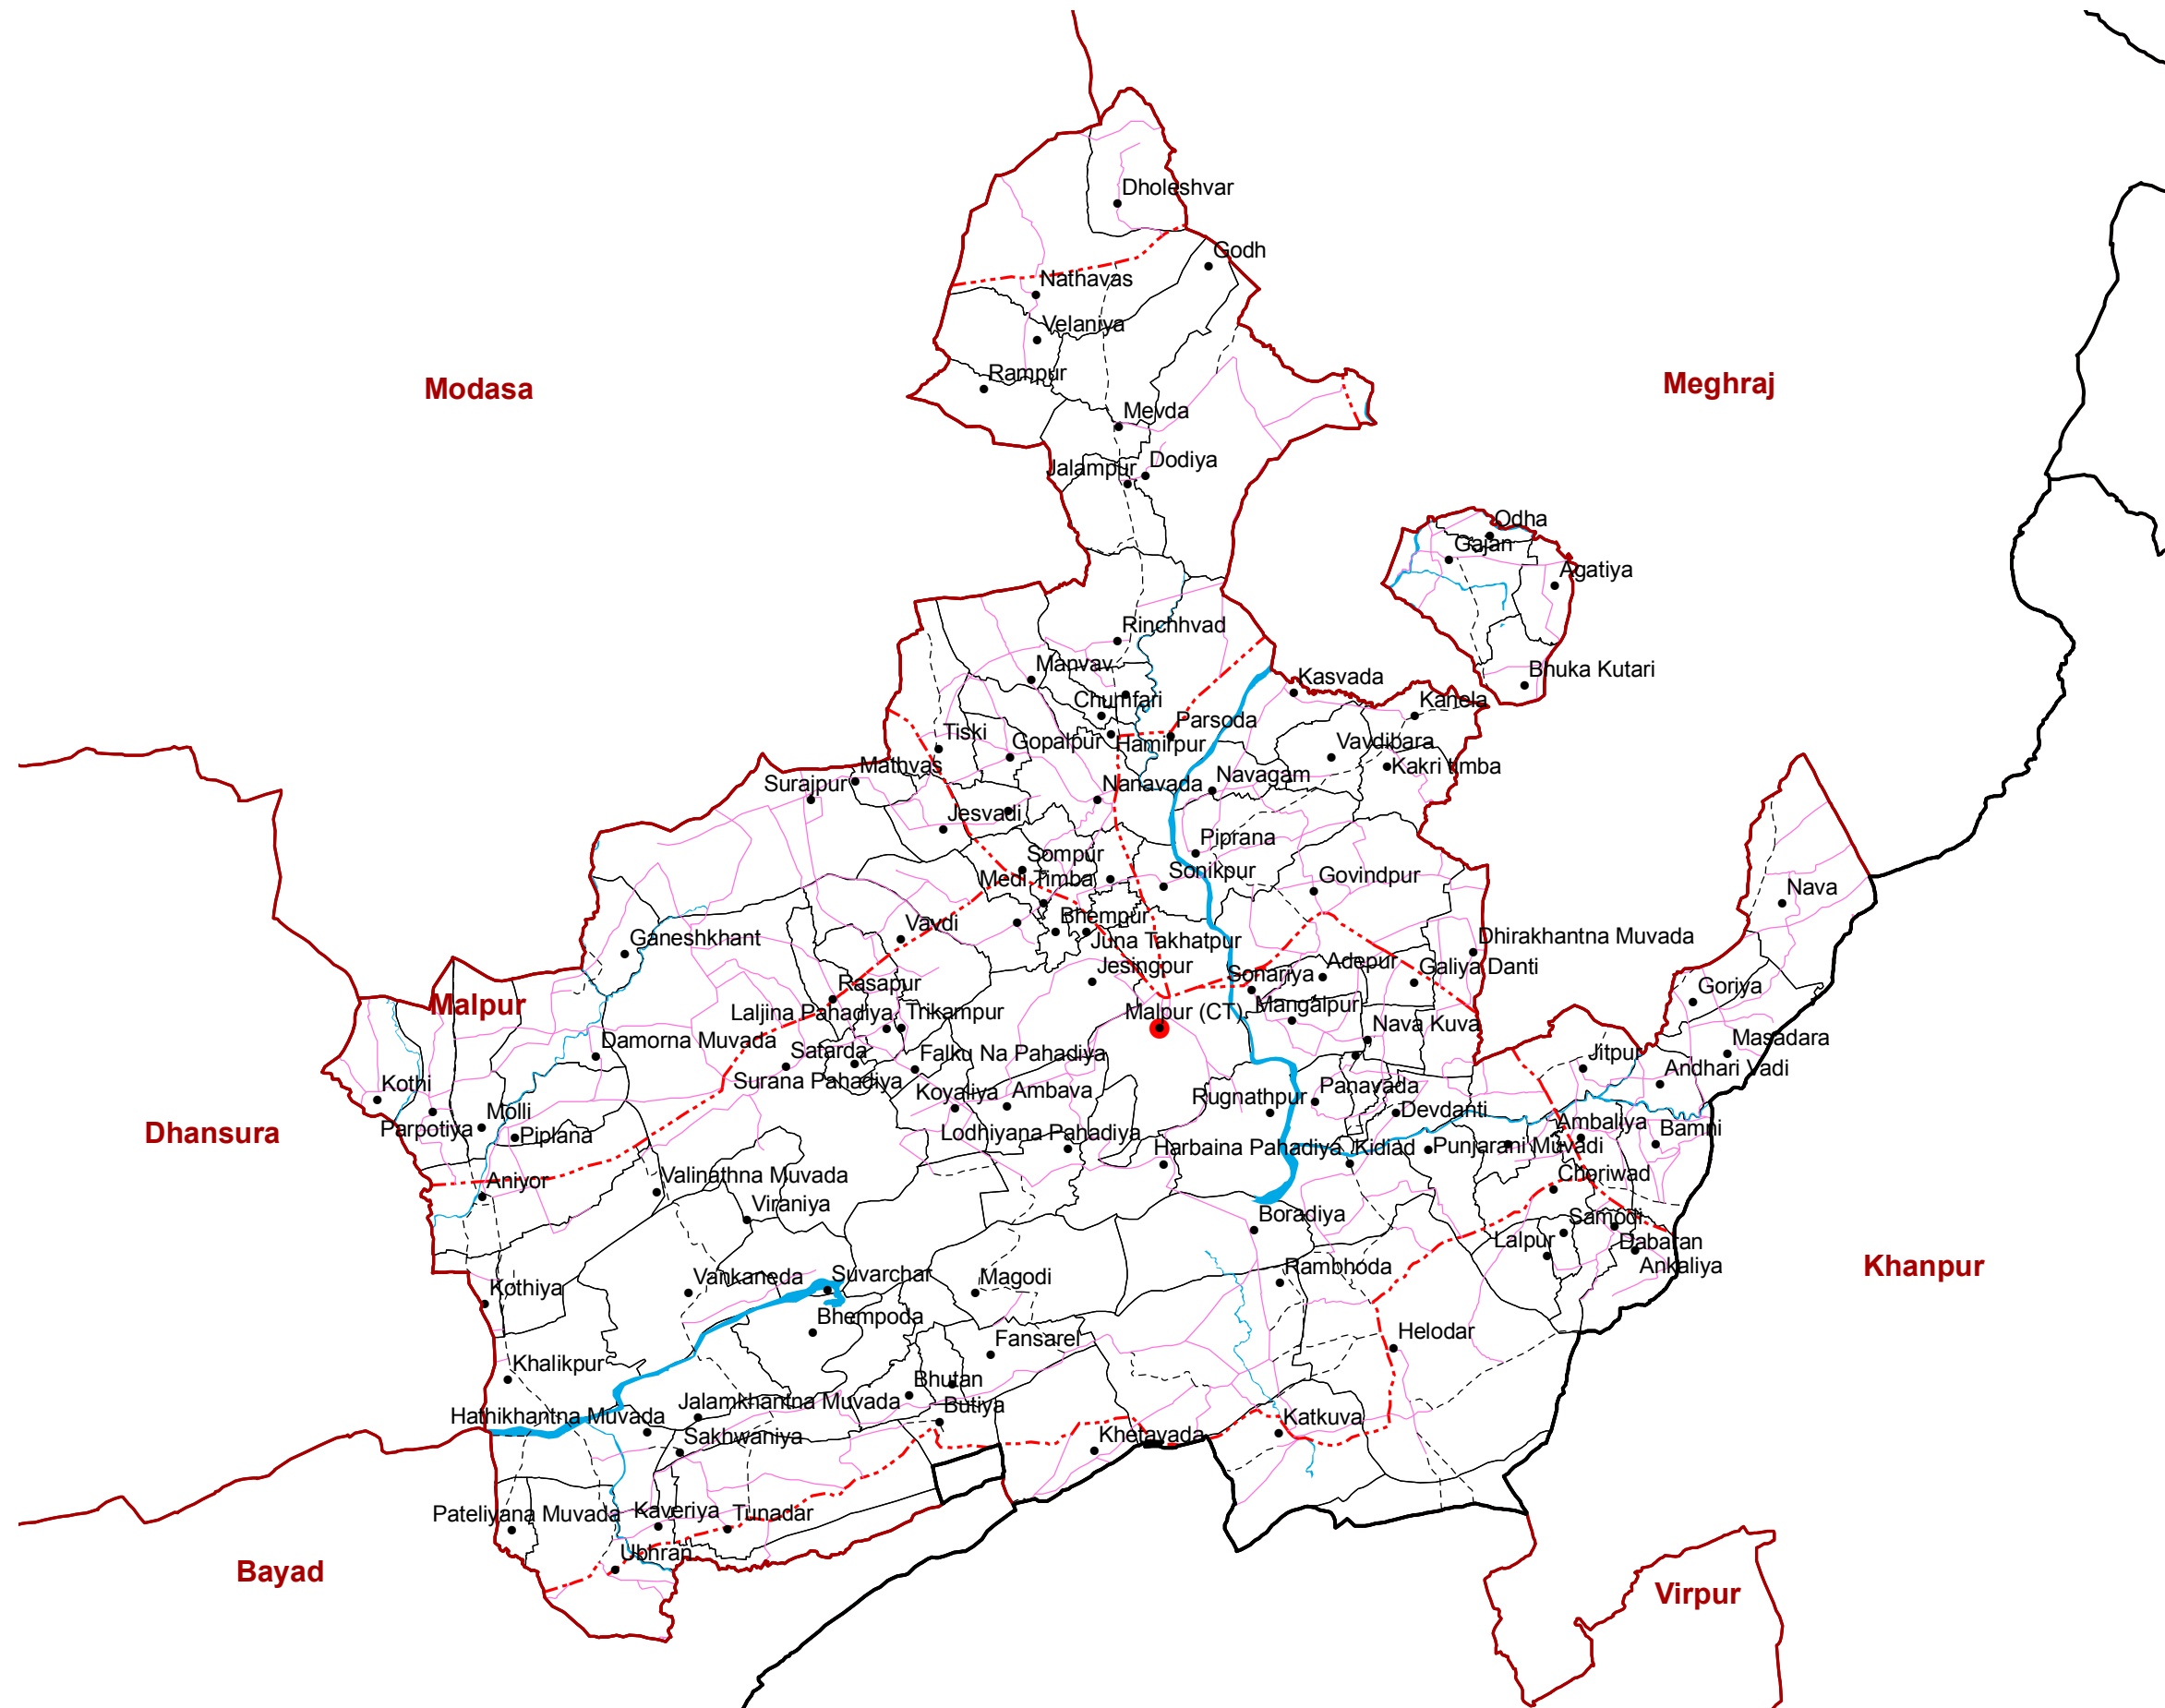 Dholeshvar
Godh
Nathavas
Velaniya
Rampur
Modasa
Meghraj
Mevda
Dodiya
Jalampur
Odha
Gajan
Agatiya
Rinchhvad
Manvav
Bhuka Kutari
Kasvada
Chumfari
Kanela
Parsoda
Tiski
Gopalpur
Hamirpur
Vavdibara
Mathvas
Kakri timba
Surajpur
Nanavada
Navagam
Jesvadi
Piprana
Sompur
Sonikpur
Medi Timba
Govindpur
Nava
Bhempur
Vavdi
Ganeshkhant
Juna Takhatpur
Dhirakhantna Muvada
Jesingpur
Sonariya
Adepur
Galiya Danti
Rasapur
Goriya
Malpur
Laljina Pahadiya
Trikampur
Malpur (CT)
Mangalpur
Nava Kuva
Damorna Muvada
Satarda
Falku Na Pahadiya
Jitpur
Masadara
Andhari Vadi
Surana Pahadiya
Kothi
Koyaliya
Ambava
Rugnathpur
Panavada
Devdanti
Molli
Parpotiya
Piplana
Dhansura
Lodhiyana Pahadiya
Harbaina Pahadiya
Kidiad
Punjarani Muvadi
Ambaliya
Bamni
Aniyor
Valinathna Muvada
Choriwad
Viraniya
Boradiya
Samodi
Lalpur
Dabaran
Ankaliya
Khanpur
Vankaneda
Suvarchar
Magodi
Rambhoda
Kothiya
Bhempoda
Fansarel
Helodar
Khalikpur
Bhutan
Jalamkhantna Muvada
Butiya
Hathikhantna Muvada
Katkuva
Sakhwaniya
Khetavada
Pateliyana Muvada
Kaveriya
Tunadar
Ubhran
Bayad
Virpur